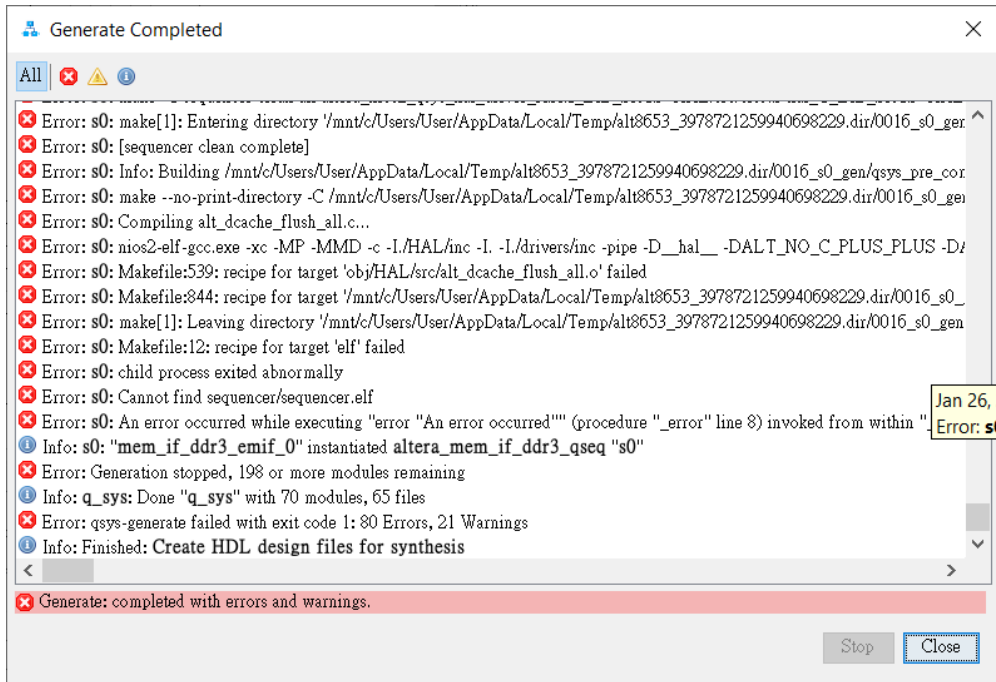 Generate Completed
All
Error: s0: make[1]: Entering directory '/mnt/c/Users/User/AppData/Local/Temp/alt8653_3978721259940698229.dir/0016_s0_gen
Error: s0: [sequencer clean complete]
Error: s0: Info: Building /mnt/c/Users/User/AppData/Local/Temp/alt8653_3978721259940698229.dir/0016_s0_gen/qsys_pre_cor
Error: s0: make --no-print-directory -C /mnt/c/Users/User/AppData/Local/Temp/alt8653_3978721259940698229.dir/0016_s0_ger
Error: s0: Compiling alt_dcache_flush_all.c...
Error: s0: nios2-elf-gcc.exe -xc -MP -MMD -c -I./HAL/inc -I. -I./drivers/inc -pipe -D__hal__ -DALT_NO_C_PLUS_PLUS -DA
Error: s0: Makefile:539: recipe for target 'obj/HAL/src/alt_dcache_flush_all.o' failed
Error: s0: Makefile:844: recipe for target '/mnt/c/Users/User/AppData/Local/Temp/alt8653_3978721259940698229.dir/0016_s0_
Error: s0: make[1]: Leaving directory '/mnt/c/Users/User/AppData/Local/Temp/alt8653_3978721259940698229.dir/0016_s0_gen
Error: s0: Makefile:12: recipe for target 'elf' failed
Error: s0: child process exited abnormally
Error: s0: Cannot find sequencer/sequencer.elf
Jan 26,
Error: s0: An error occurred while executing "error "An error occurred"" (procedure "_error" line 8) invoked from within "_
Error: s0
Info: s0: "mem_if_ddr3_emif_0" instantiated altera_mem_if_ddr3_qseq "s0"
Error: Generation stopped, 198 or more modules remaining
Info: q_sys: Done "q_sys" with 70 modules, 65 files
Error: qsys-generate failed with exit code 1: 80 Errors, 21 Warnings
Info: Finished: Create HDL design files for synthesis
Generate: completed with errors and warnings.
Stop
Close